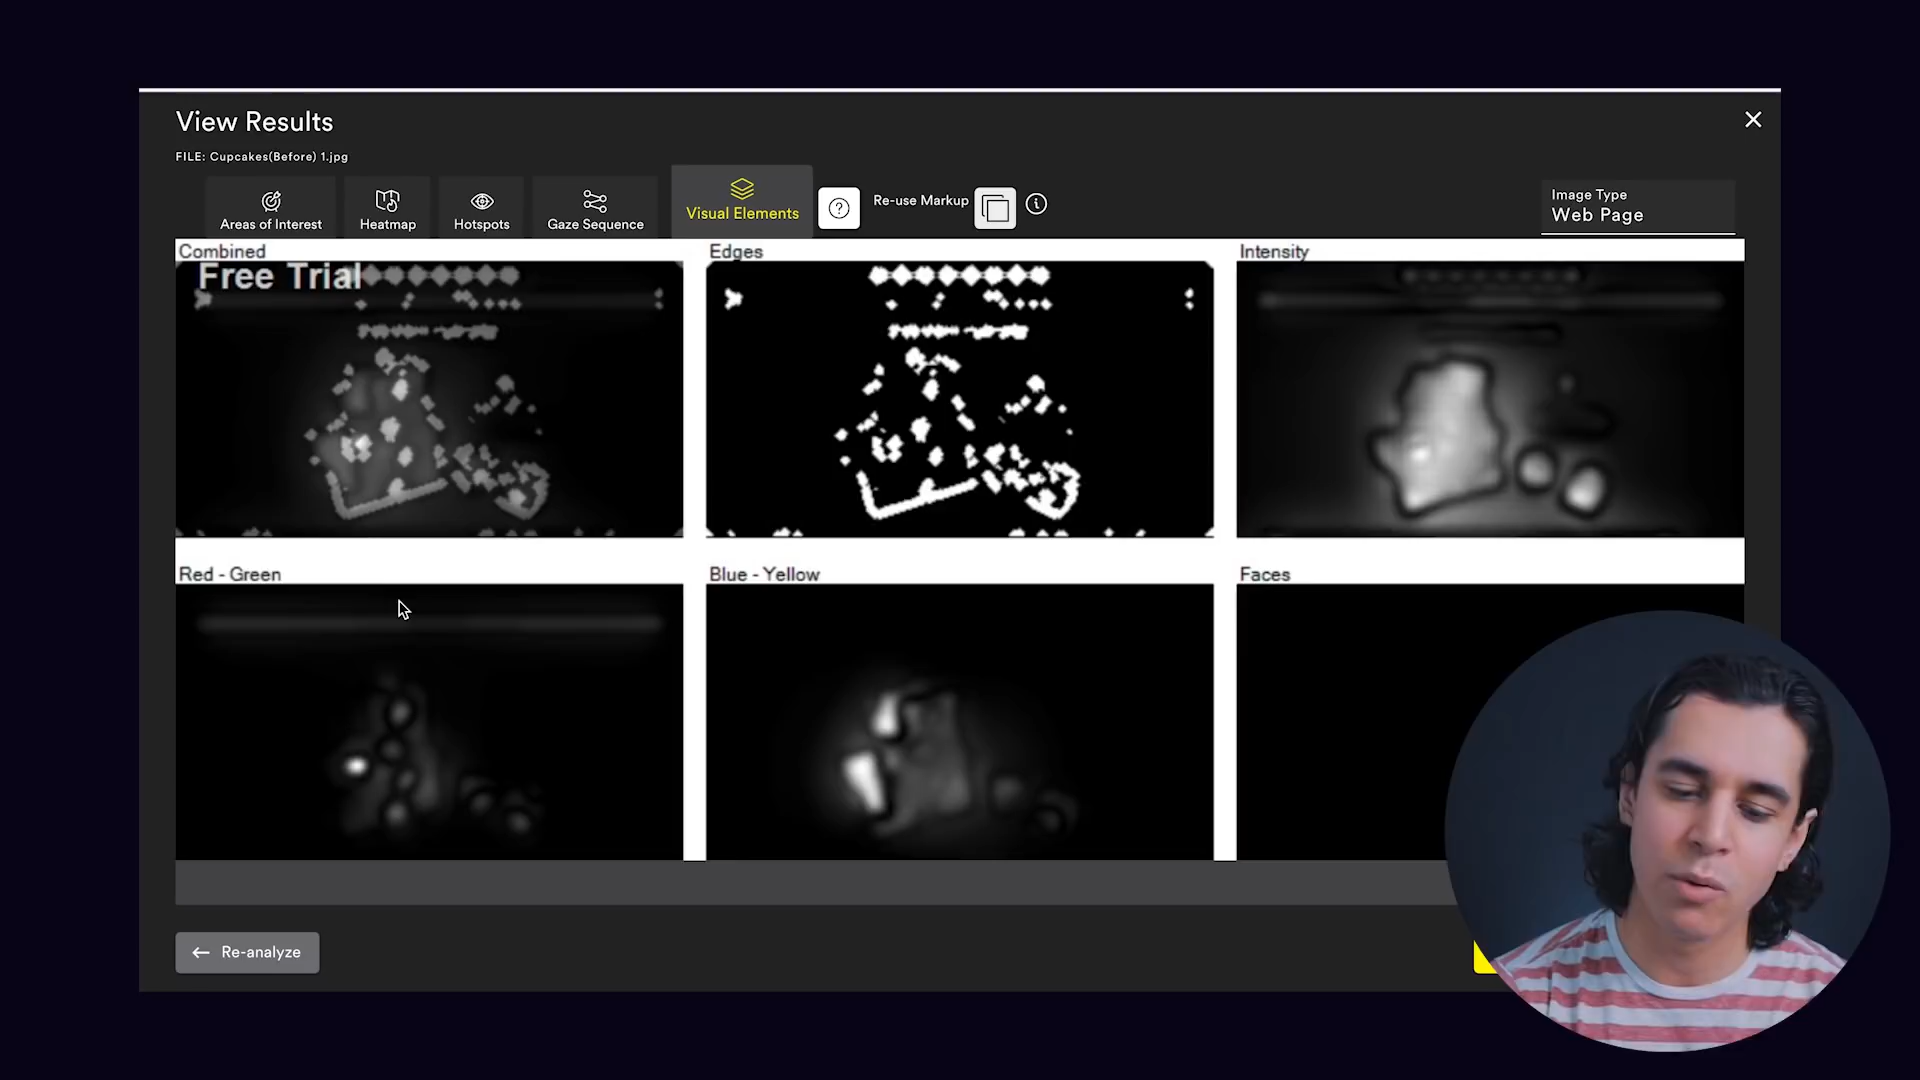 View Results
FILE: Cupcakes(Before) 1.jpg
Areas of Interest
Heatmap
Hotspots
Gaze Sequence
Visual Elements
Re-use Markup
Image Type
Web Page
Combined
Edges
Intensity
Free Trial
Red - Green
Blue - Yellow
Faces
Re-analyze